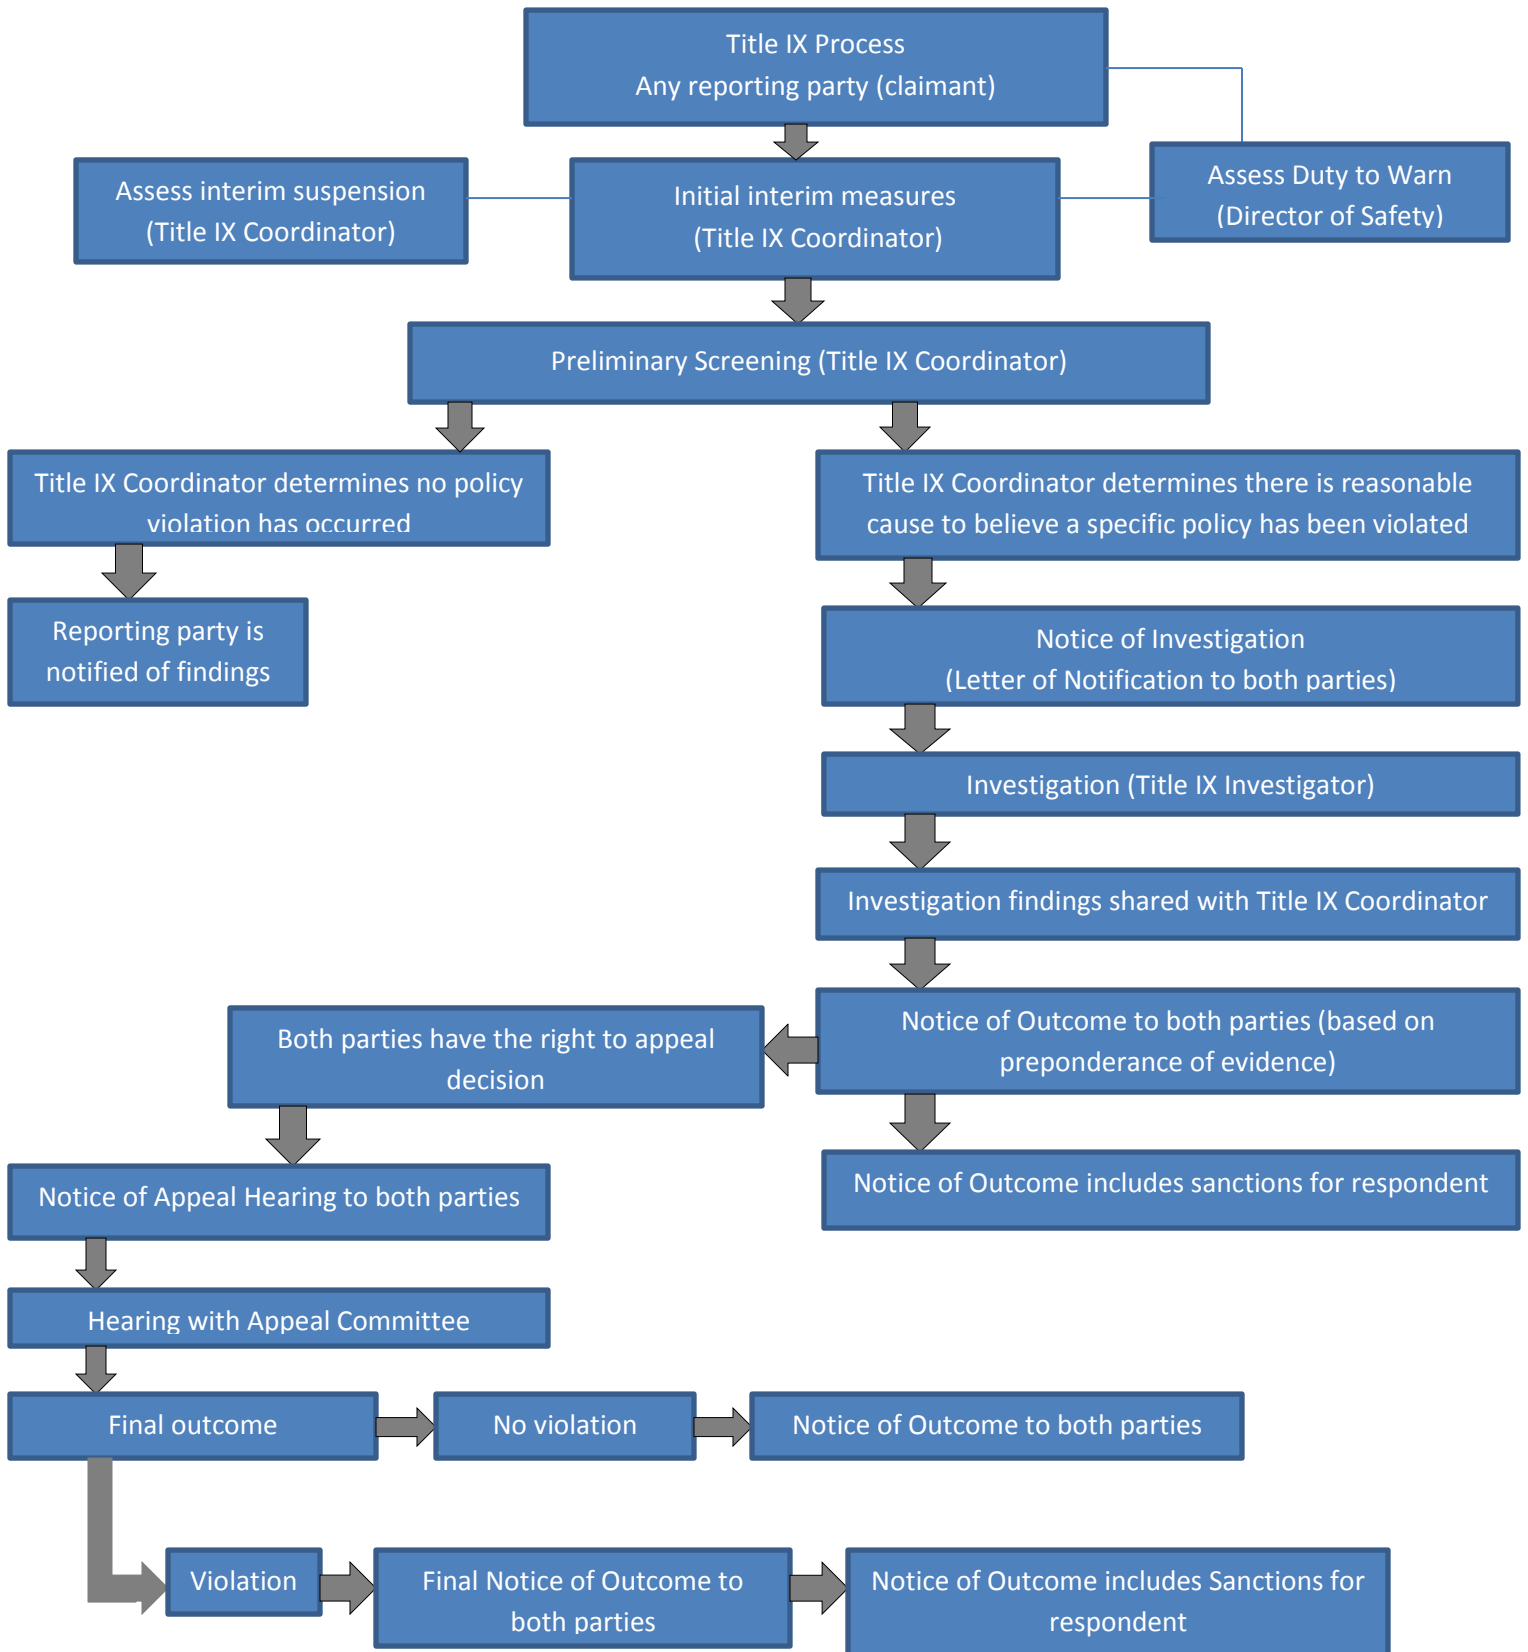 Title IX Process
Any reporting party (claimant)
Assess interim suspension
(Title IX Coordinator)
Initial interim measures
(Title IX Coordinator)
Assess Duty to Warn
(Director of Safety)
Preliminary Screening (Title IX Coordinator)
Title IX Coordinator determines no policy
violation has occurred
Reporting party is
notified of findings
Title IX Coordinator determines there is reasonable
cause to believe a specific policy has been violated
Notice of Investigation
(Letter of Notification to both parties)
Investigation (Title IX Investigator)
Investigation findings shared with Title IX Coordinator
Notice of Outcome to both parties (based on
preponderance of evidence)
Notice of Outcome includes sanctions for respondent
Both parties have the right to appeal
decision
Notice of Appeal Hearing to both parties
Hearing with Appeal Committee
Final outcome
No violation
Notice of Outcome to both parties
Violation
Final Notice of Outcome to
both parties
Notice of Outcome includes Sanctions for
respondent